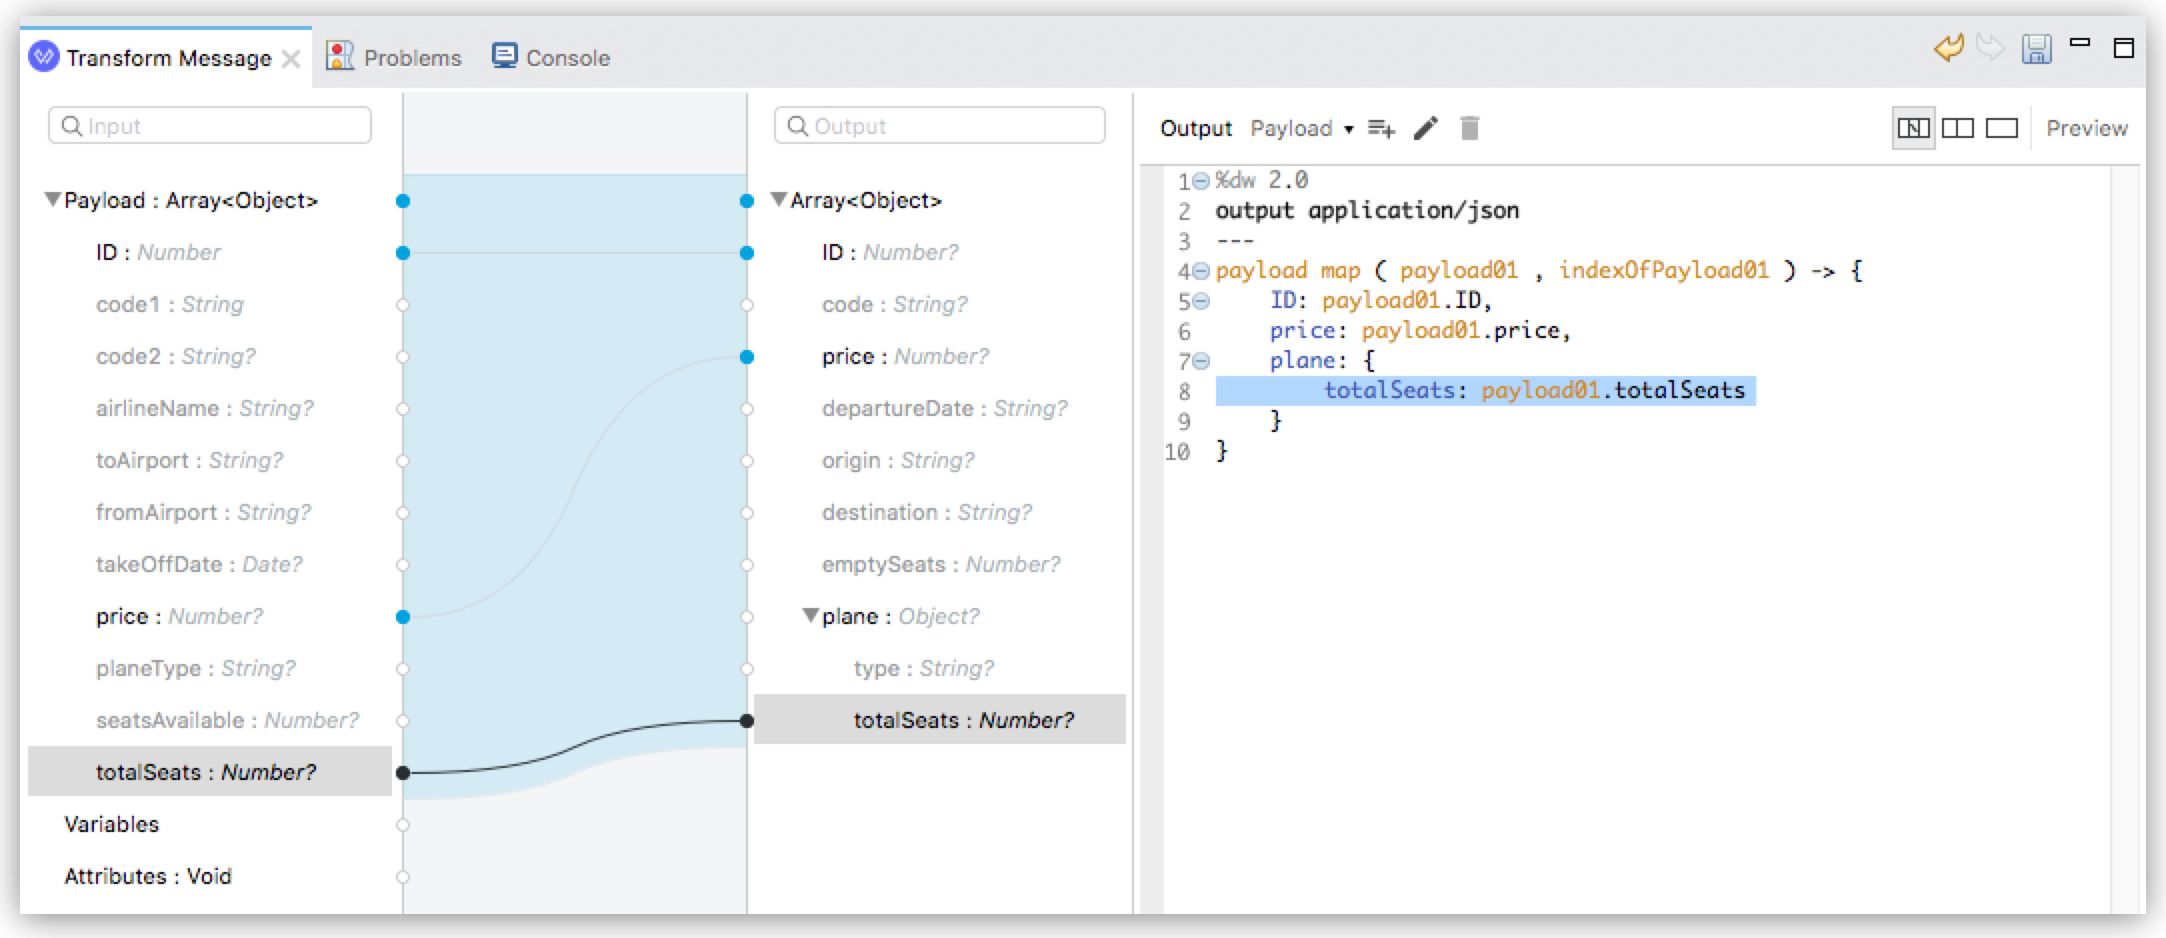 Transform Message
Problems
Console
Input
Payload : Array<Object>
ID : Number
code1 : String
code2 : String?
airlineName : String?
toAirport : String?
fromAirport : String?
takeOffDate : Date?
price : Number?
planeType : String?
seatsAvailable : Number?
totalSeats : Number?
Variables
Attributes : Void
Output
Array<Object>
ID : Number?
code : String?
price : Number?
departureDate : String?
origin : String?
destination : String?
emptySeats : Number?
plane : Object?
type : String?
totalSeats : Number?
Output Payload
Preview
1 %dw 2.0
2 output application/json
3 ---
4 payload map ( payload01 , indexOfPayload01 ) -> {
5 ID: payload01.ID,
6 price: payload01.price,
7 plane: {
8 totalSeats: payload01.totalSeats
9 }
10 }